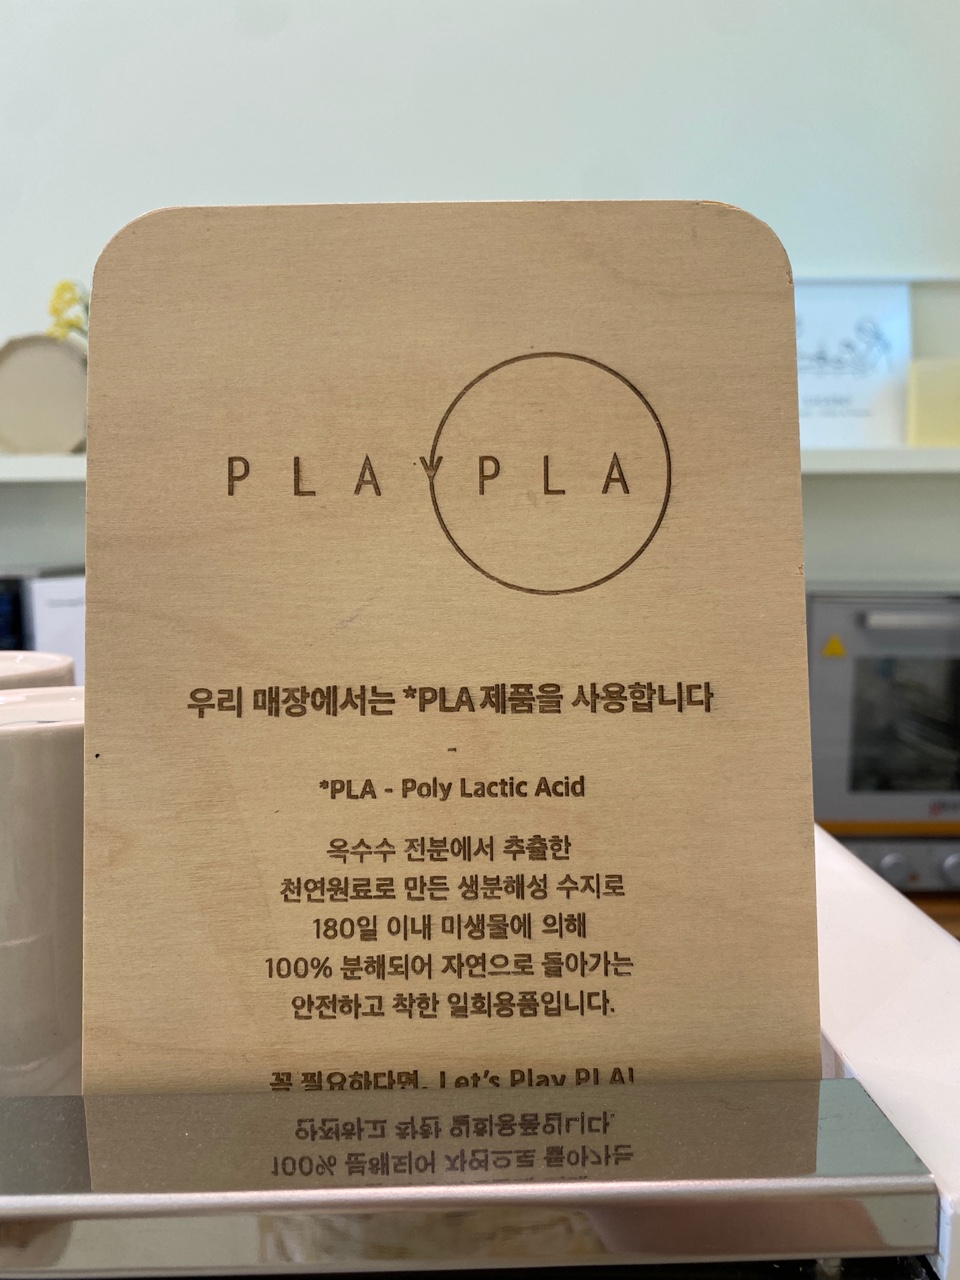 PLAY PLA
우리 매장에서는 *PLA 제품을 사용합니다
-
*PLA - Poly Lactic Acid
옥수수 전분에서 추출한
천연원료로 만든 생분해성 수지로
180일 이내 미생물에 의해
100% 분해되어 자연으로 돌아가는
안전하고 착한 일회용품입니다.
꼭 필요하다면, Let's Play PLA!